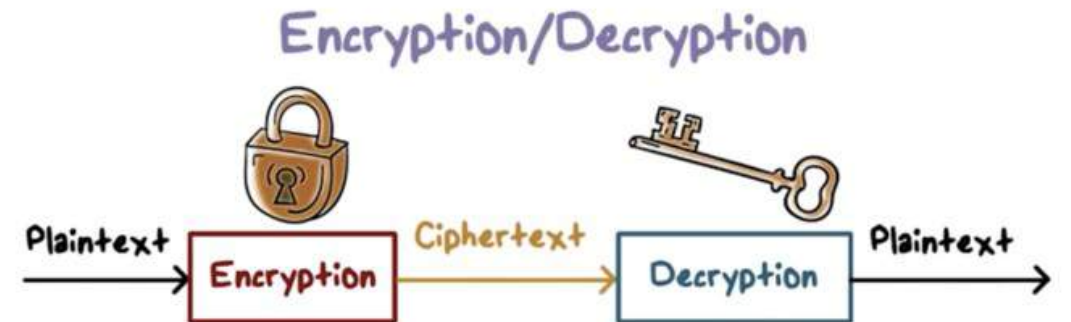 Encryption/Decryption
Plaintext
Encryption
Ciphertext
Decryption
Plaintext